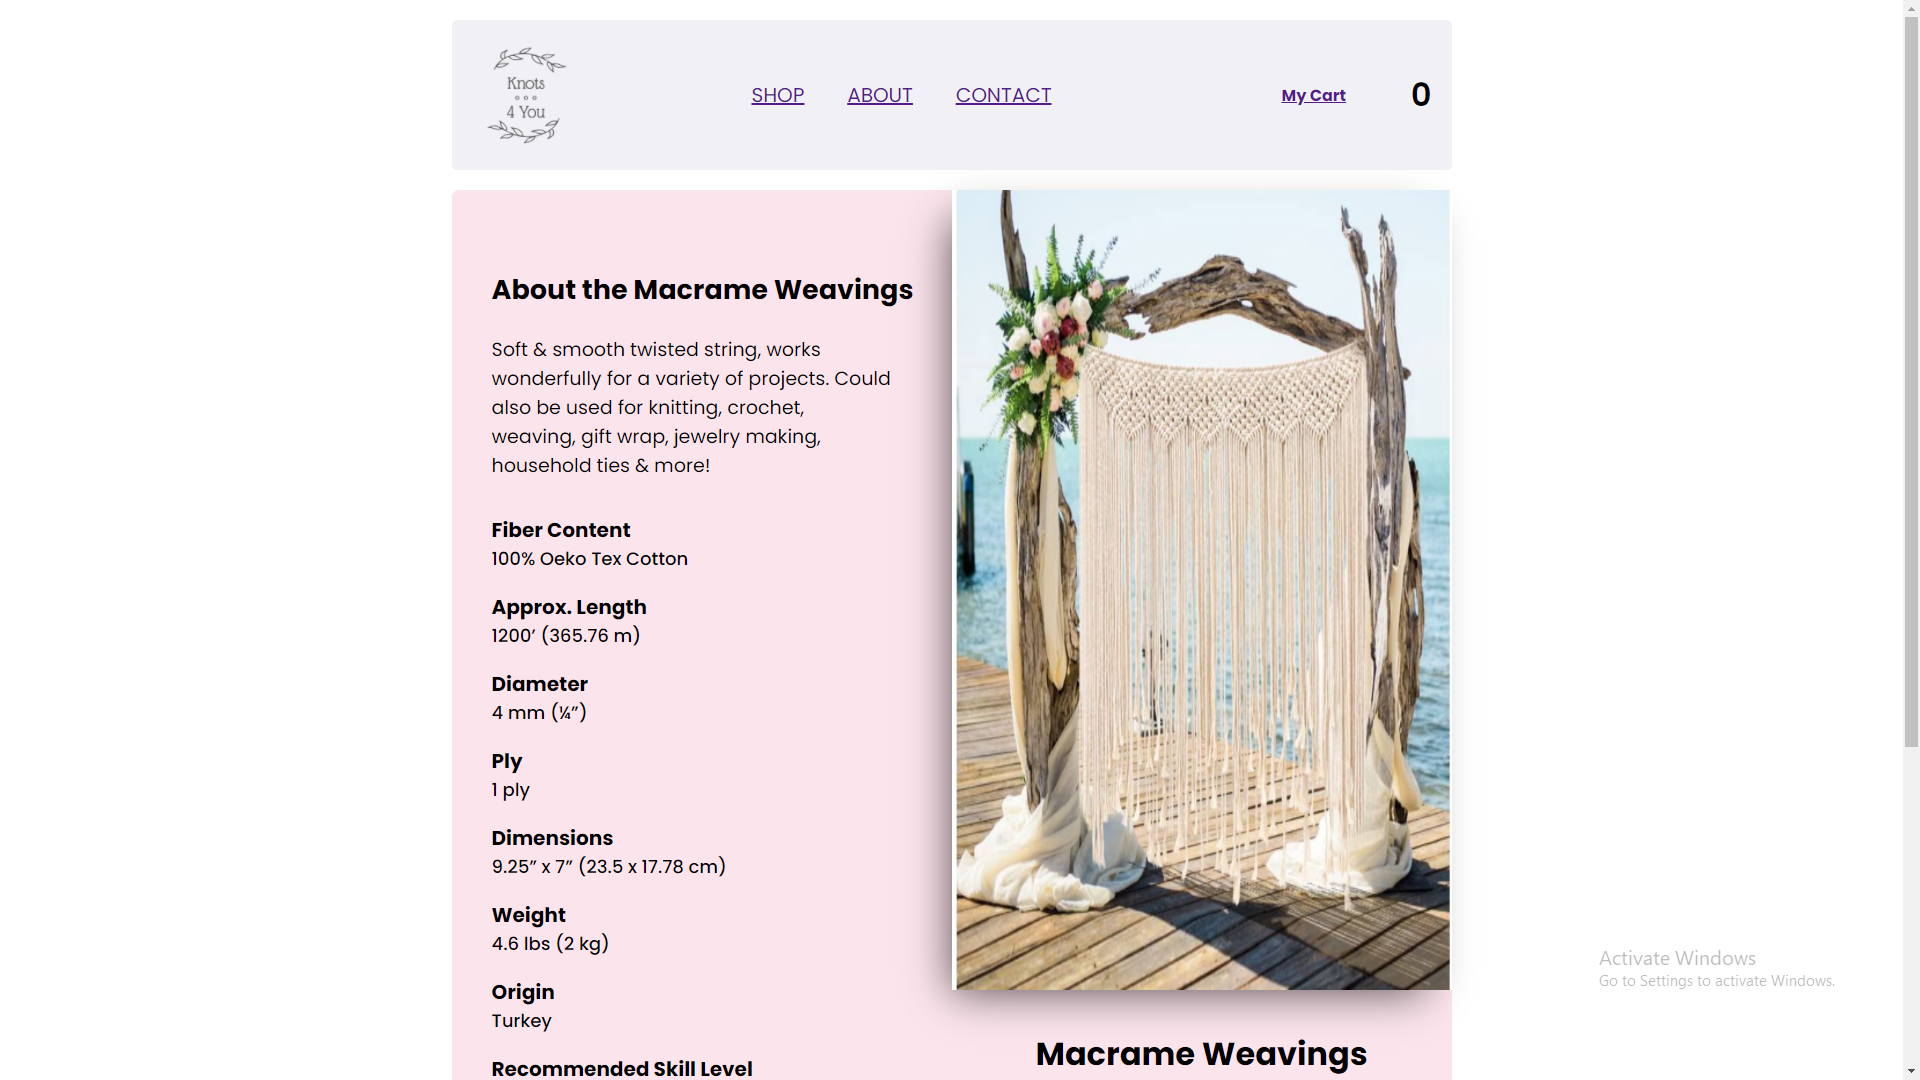 Knots
4 You
SHOP
ABOUT
CONTACT
My Cart
0
About the Macrame Weavings
Soft & smooth twisted string, works
wonderfully for a variety of projects. Could
also be used for knitting, crochet,
weaving, gift wrap, jewelry making,
household ties & more!
Fiber Content
100% Oeko Tex Cotton
Approx. Length
1200’ (365.76 m)
Diameter
4 mm (¼”)
Ply
1 ply
Dimensions
9.25” x 7” (23.5 x 17.78 cm)
Weight
4.6 lbs (2 kg)
Origin
Turkey
Recommended Skill Level
Macrame Weavings
Activate Windows
Go to Settings to activate Windows.